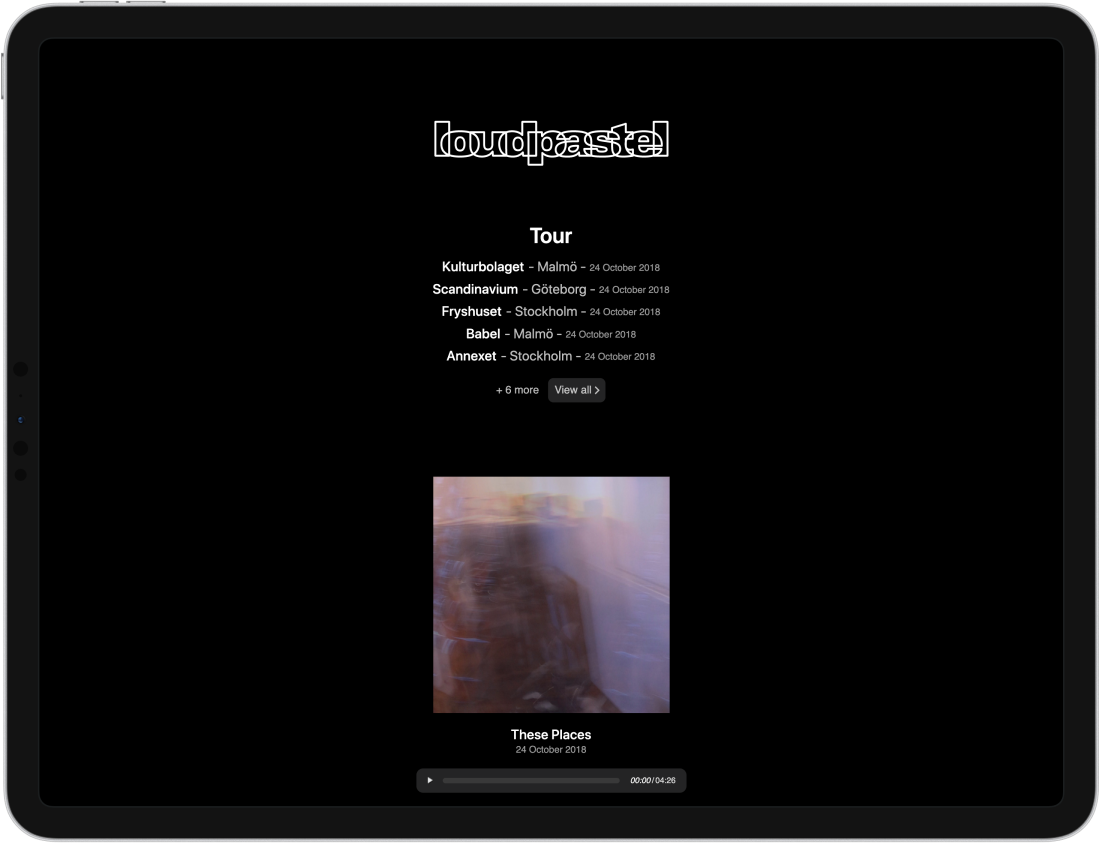 loudpastel
Tour
Kulturbolaget - Malmö - 24 October 2018
Scandinavium - Göteborg - 24 October 2018
Fryshuset - Stockholm - 24 October 2018
Babel - Malmö - 24 October 2018
Annexet - Stockholm - 24 October 2018
+ 6 more View all >
These Places
24 October 2018
00:00/04:26